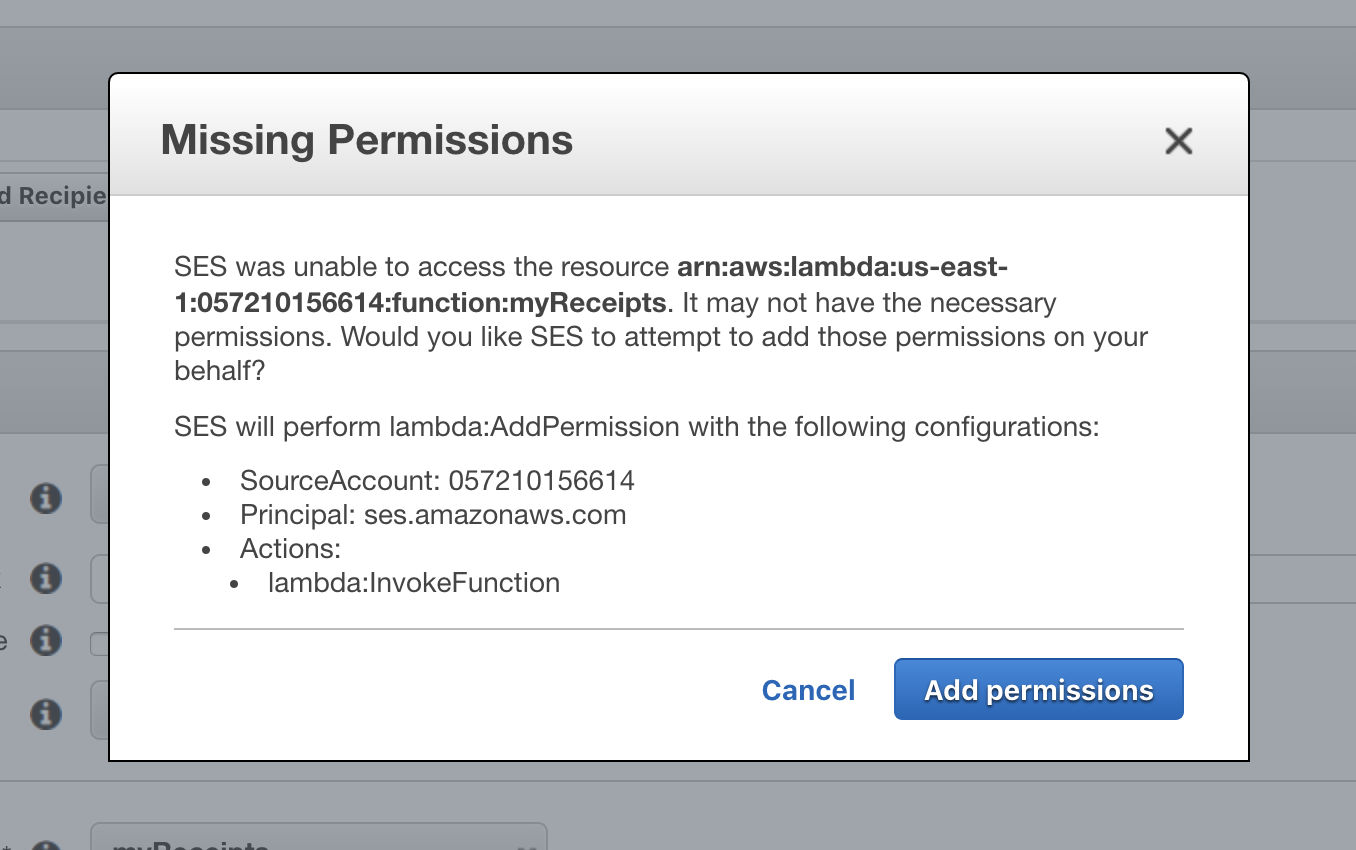 Missing Permissions
d Recipie
SES was unable to access the resource arn:aws:lambda:us-east-
1:057210156614:function:myReceipts. It may not have the necessary
permissions. Would you like SES to attempt to add those permissions on your
behalf?
SES will perform lambda:AddPermission with the following configurations:
• SourceAccount: 057210156614
• Principal: ses.amazonaws.com
• Actions:
• lambda:InvokeFunction
e
Cancel Add permissions
* myReceipts